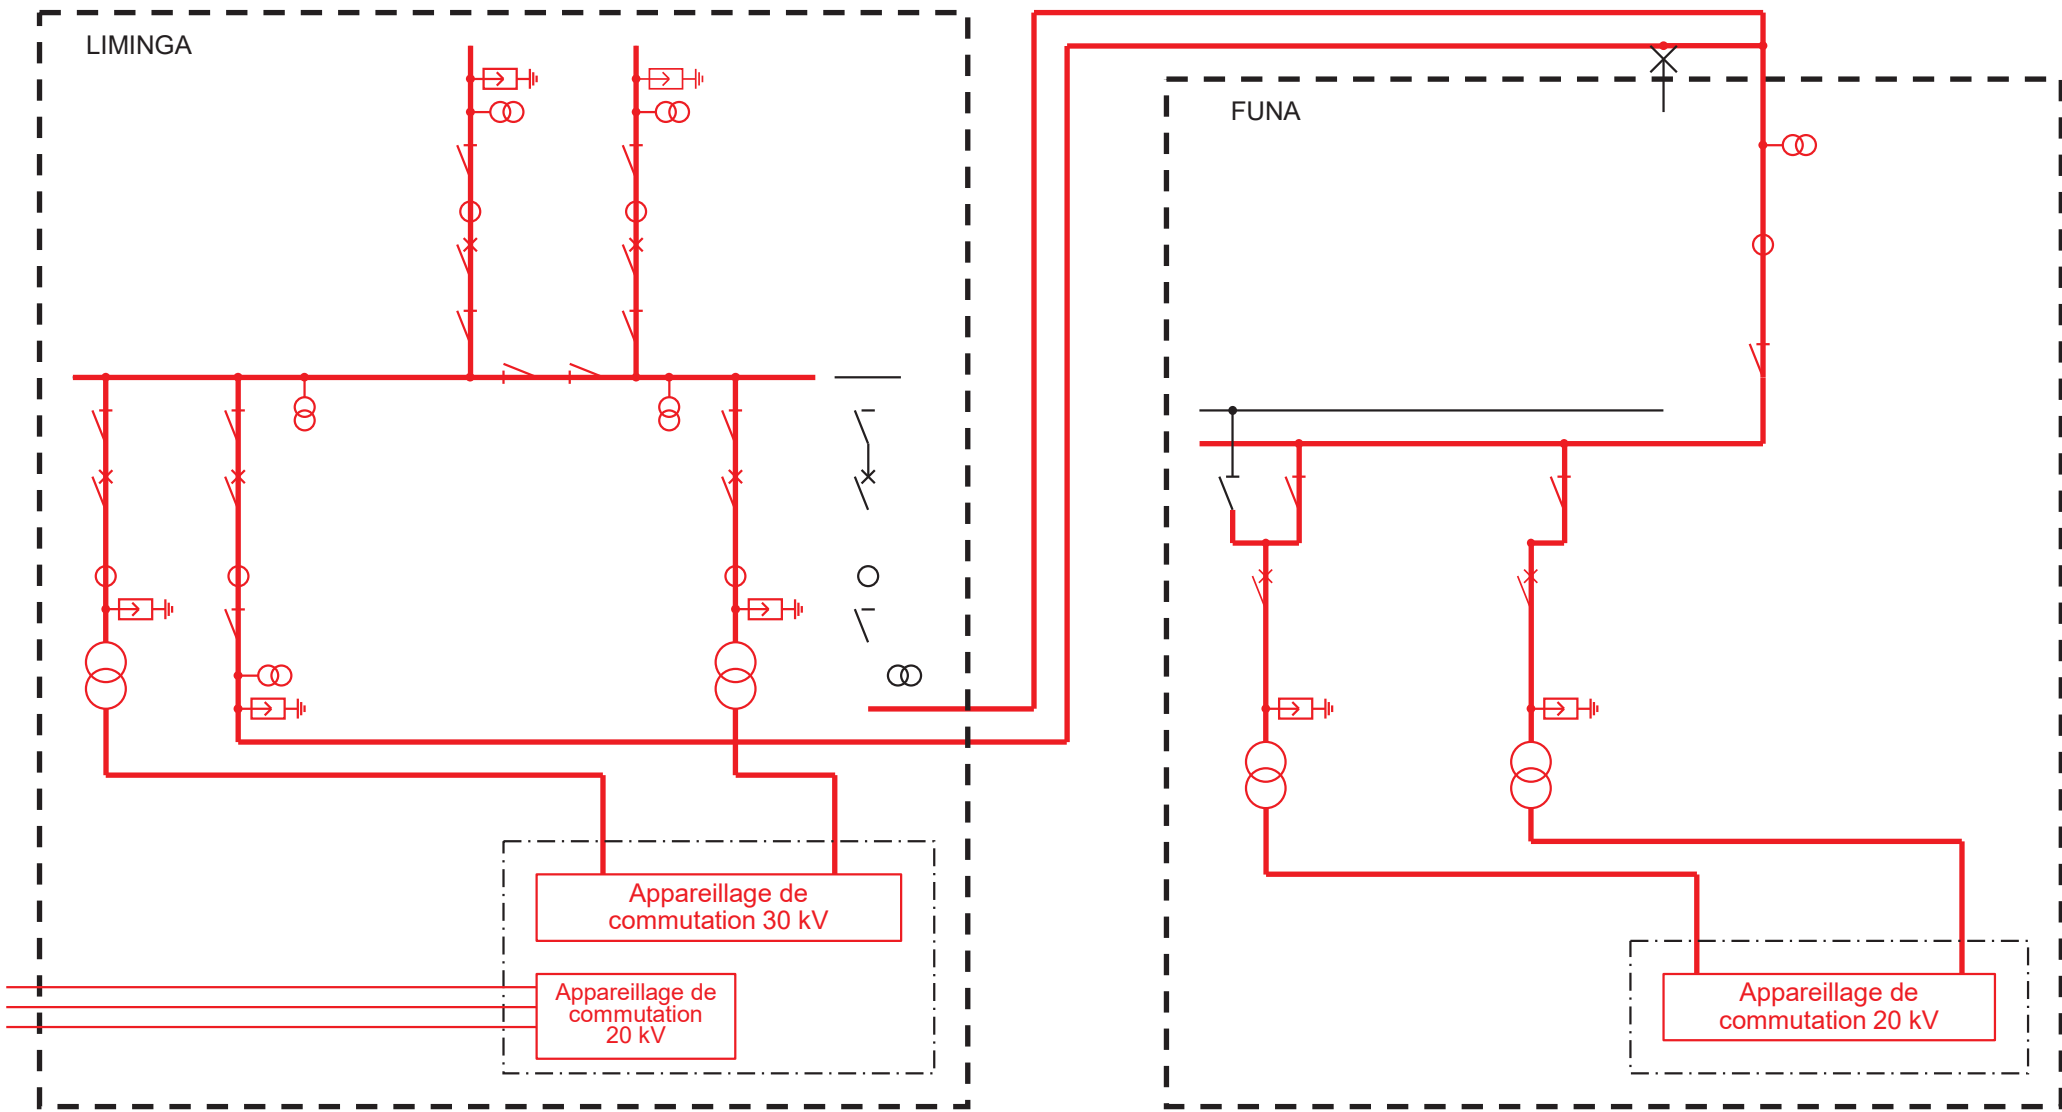 LIMINGA
FUNA
Appareillage de
commutation 30 kV
Appareillage de
commutation
20 kV
Appareillage de
commutation 20 kV